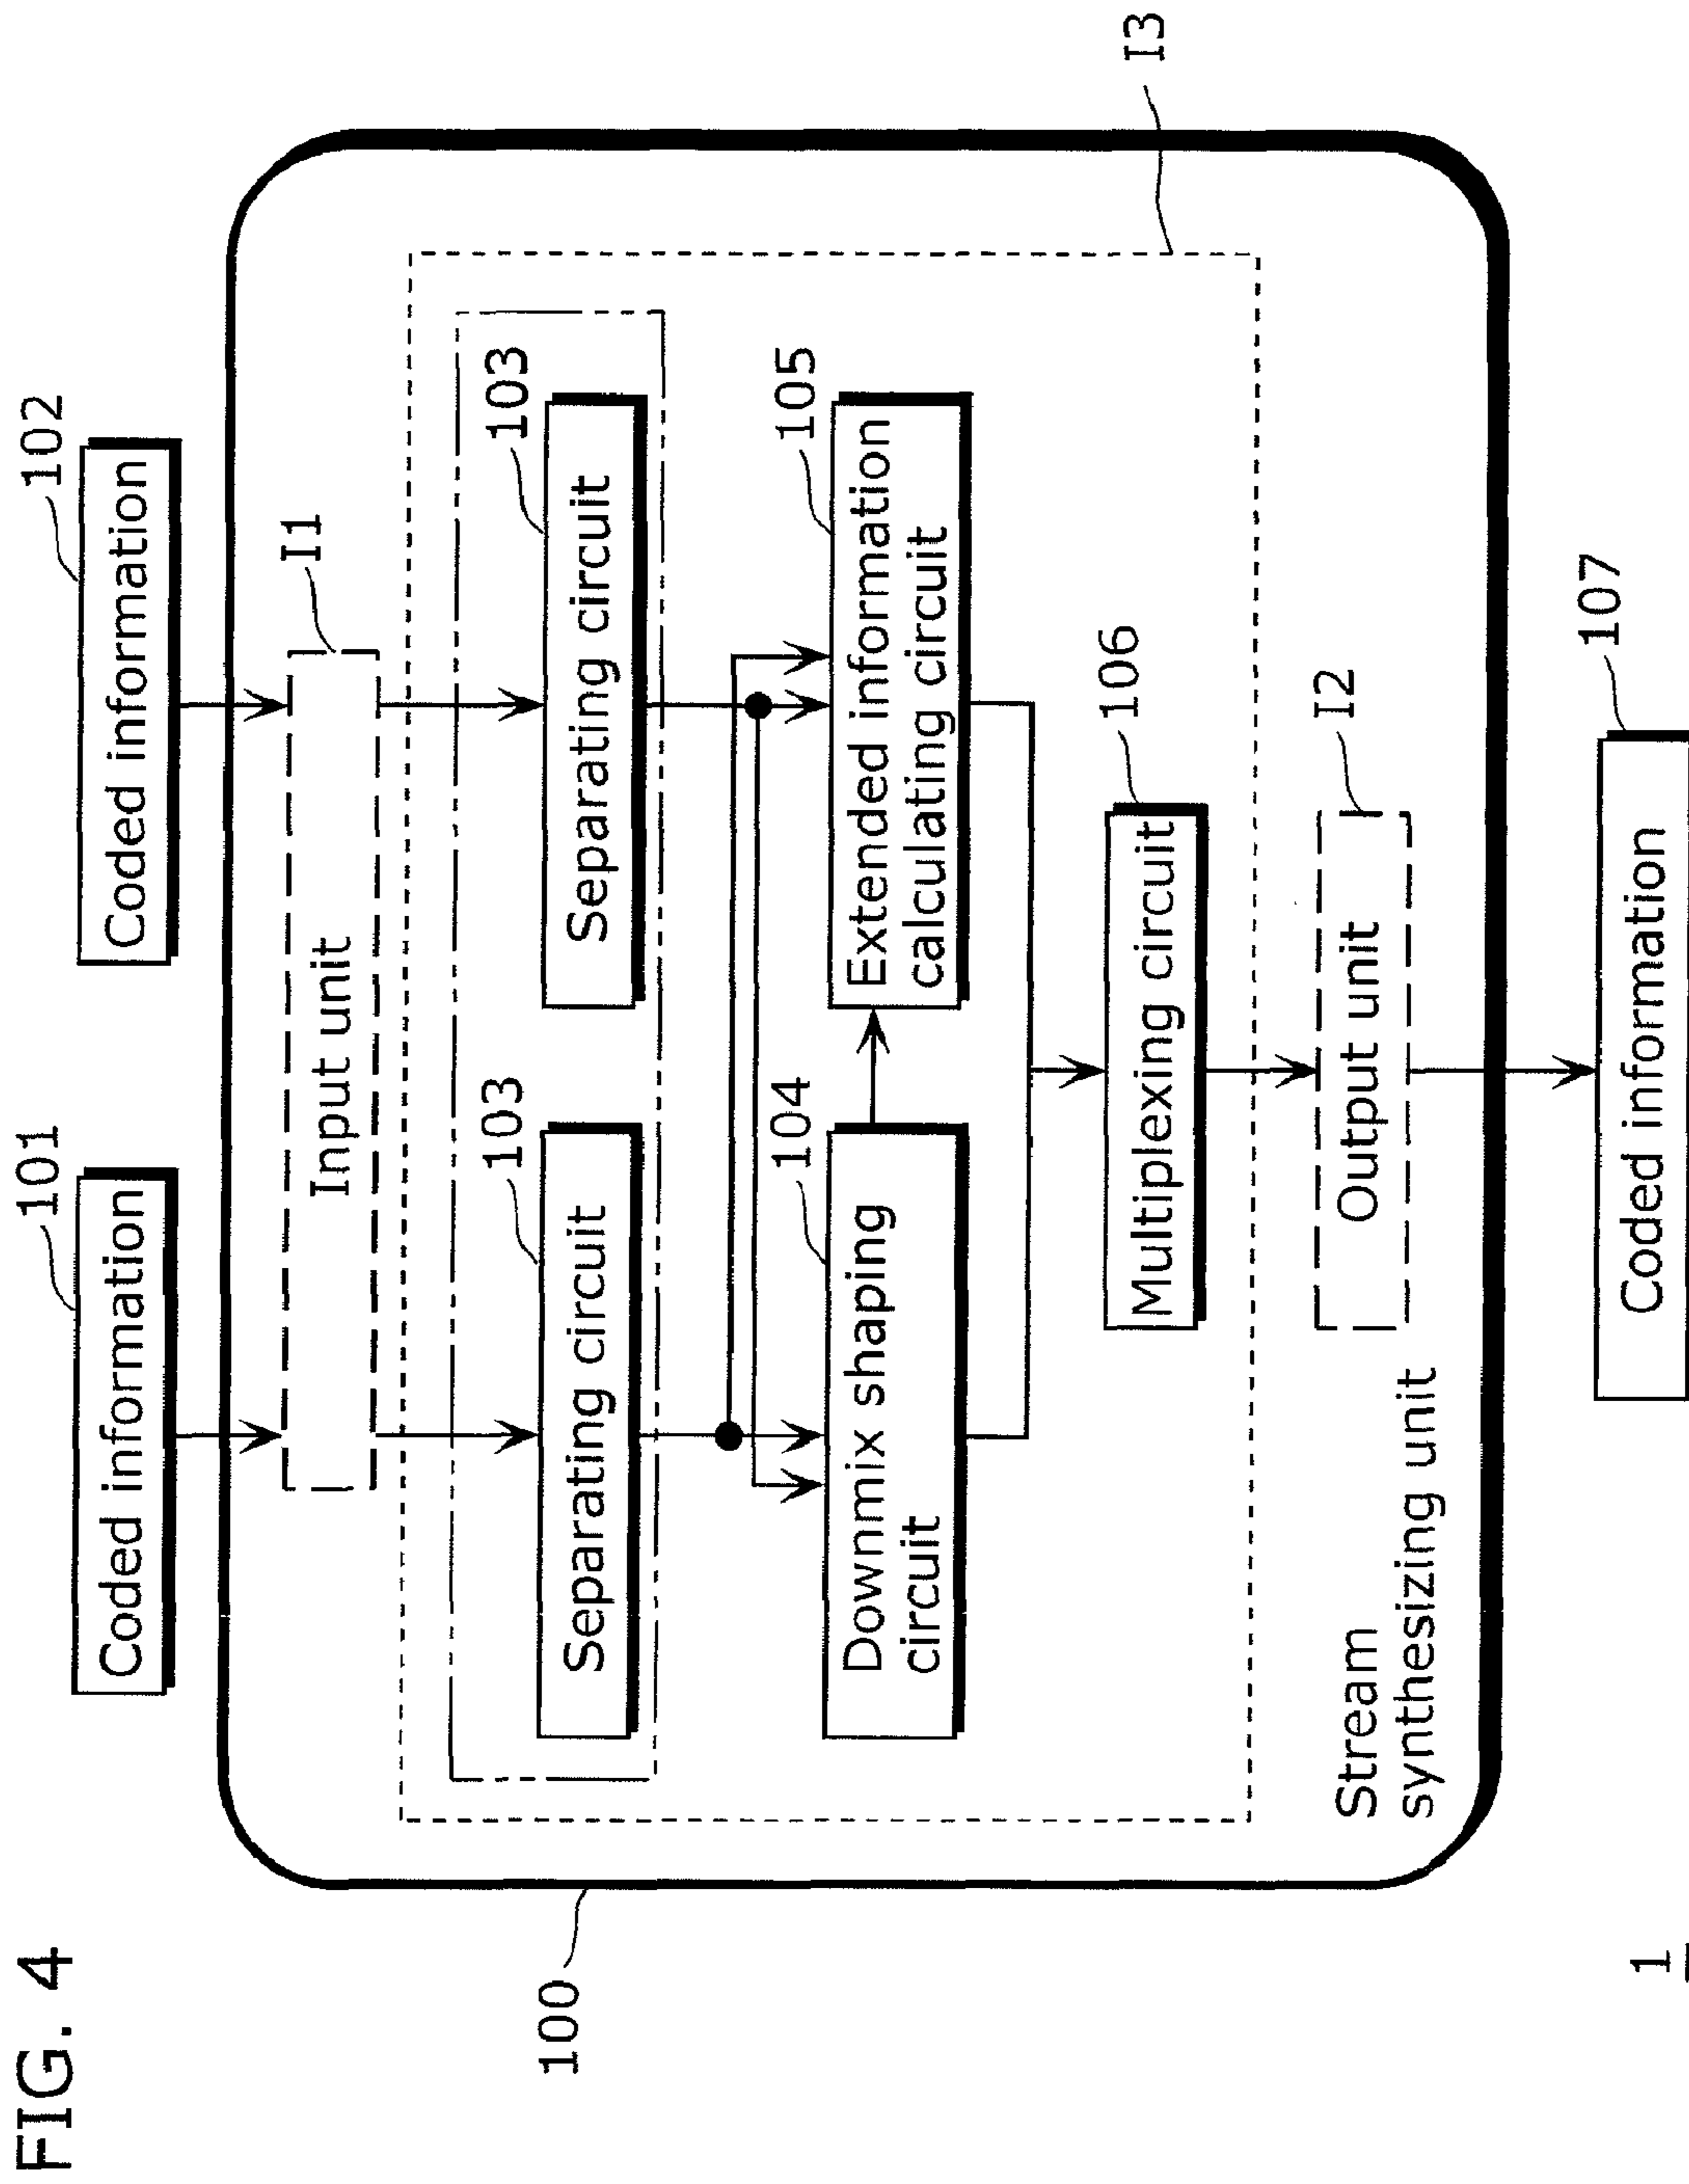 FIG. 4
101
Coded information
102
Coded information
100
I1
Input unit
I3
103
Separating circuit
103
Separating circuit
104
Downmix shaping
circuit
105
Extended information
calculating circuit
106
Multiplexing circuit
I2
Output unit
Stream
synthesizing unit
107
Coded information
1